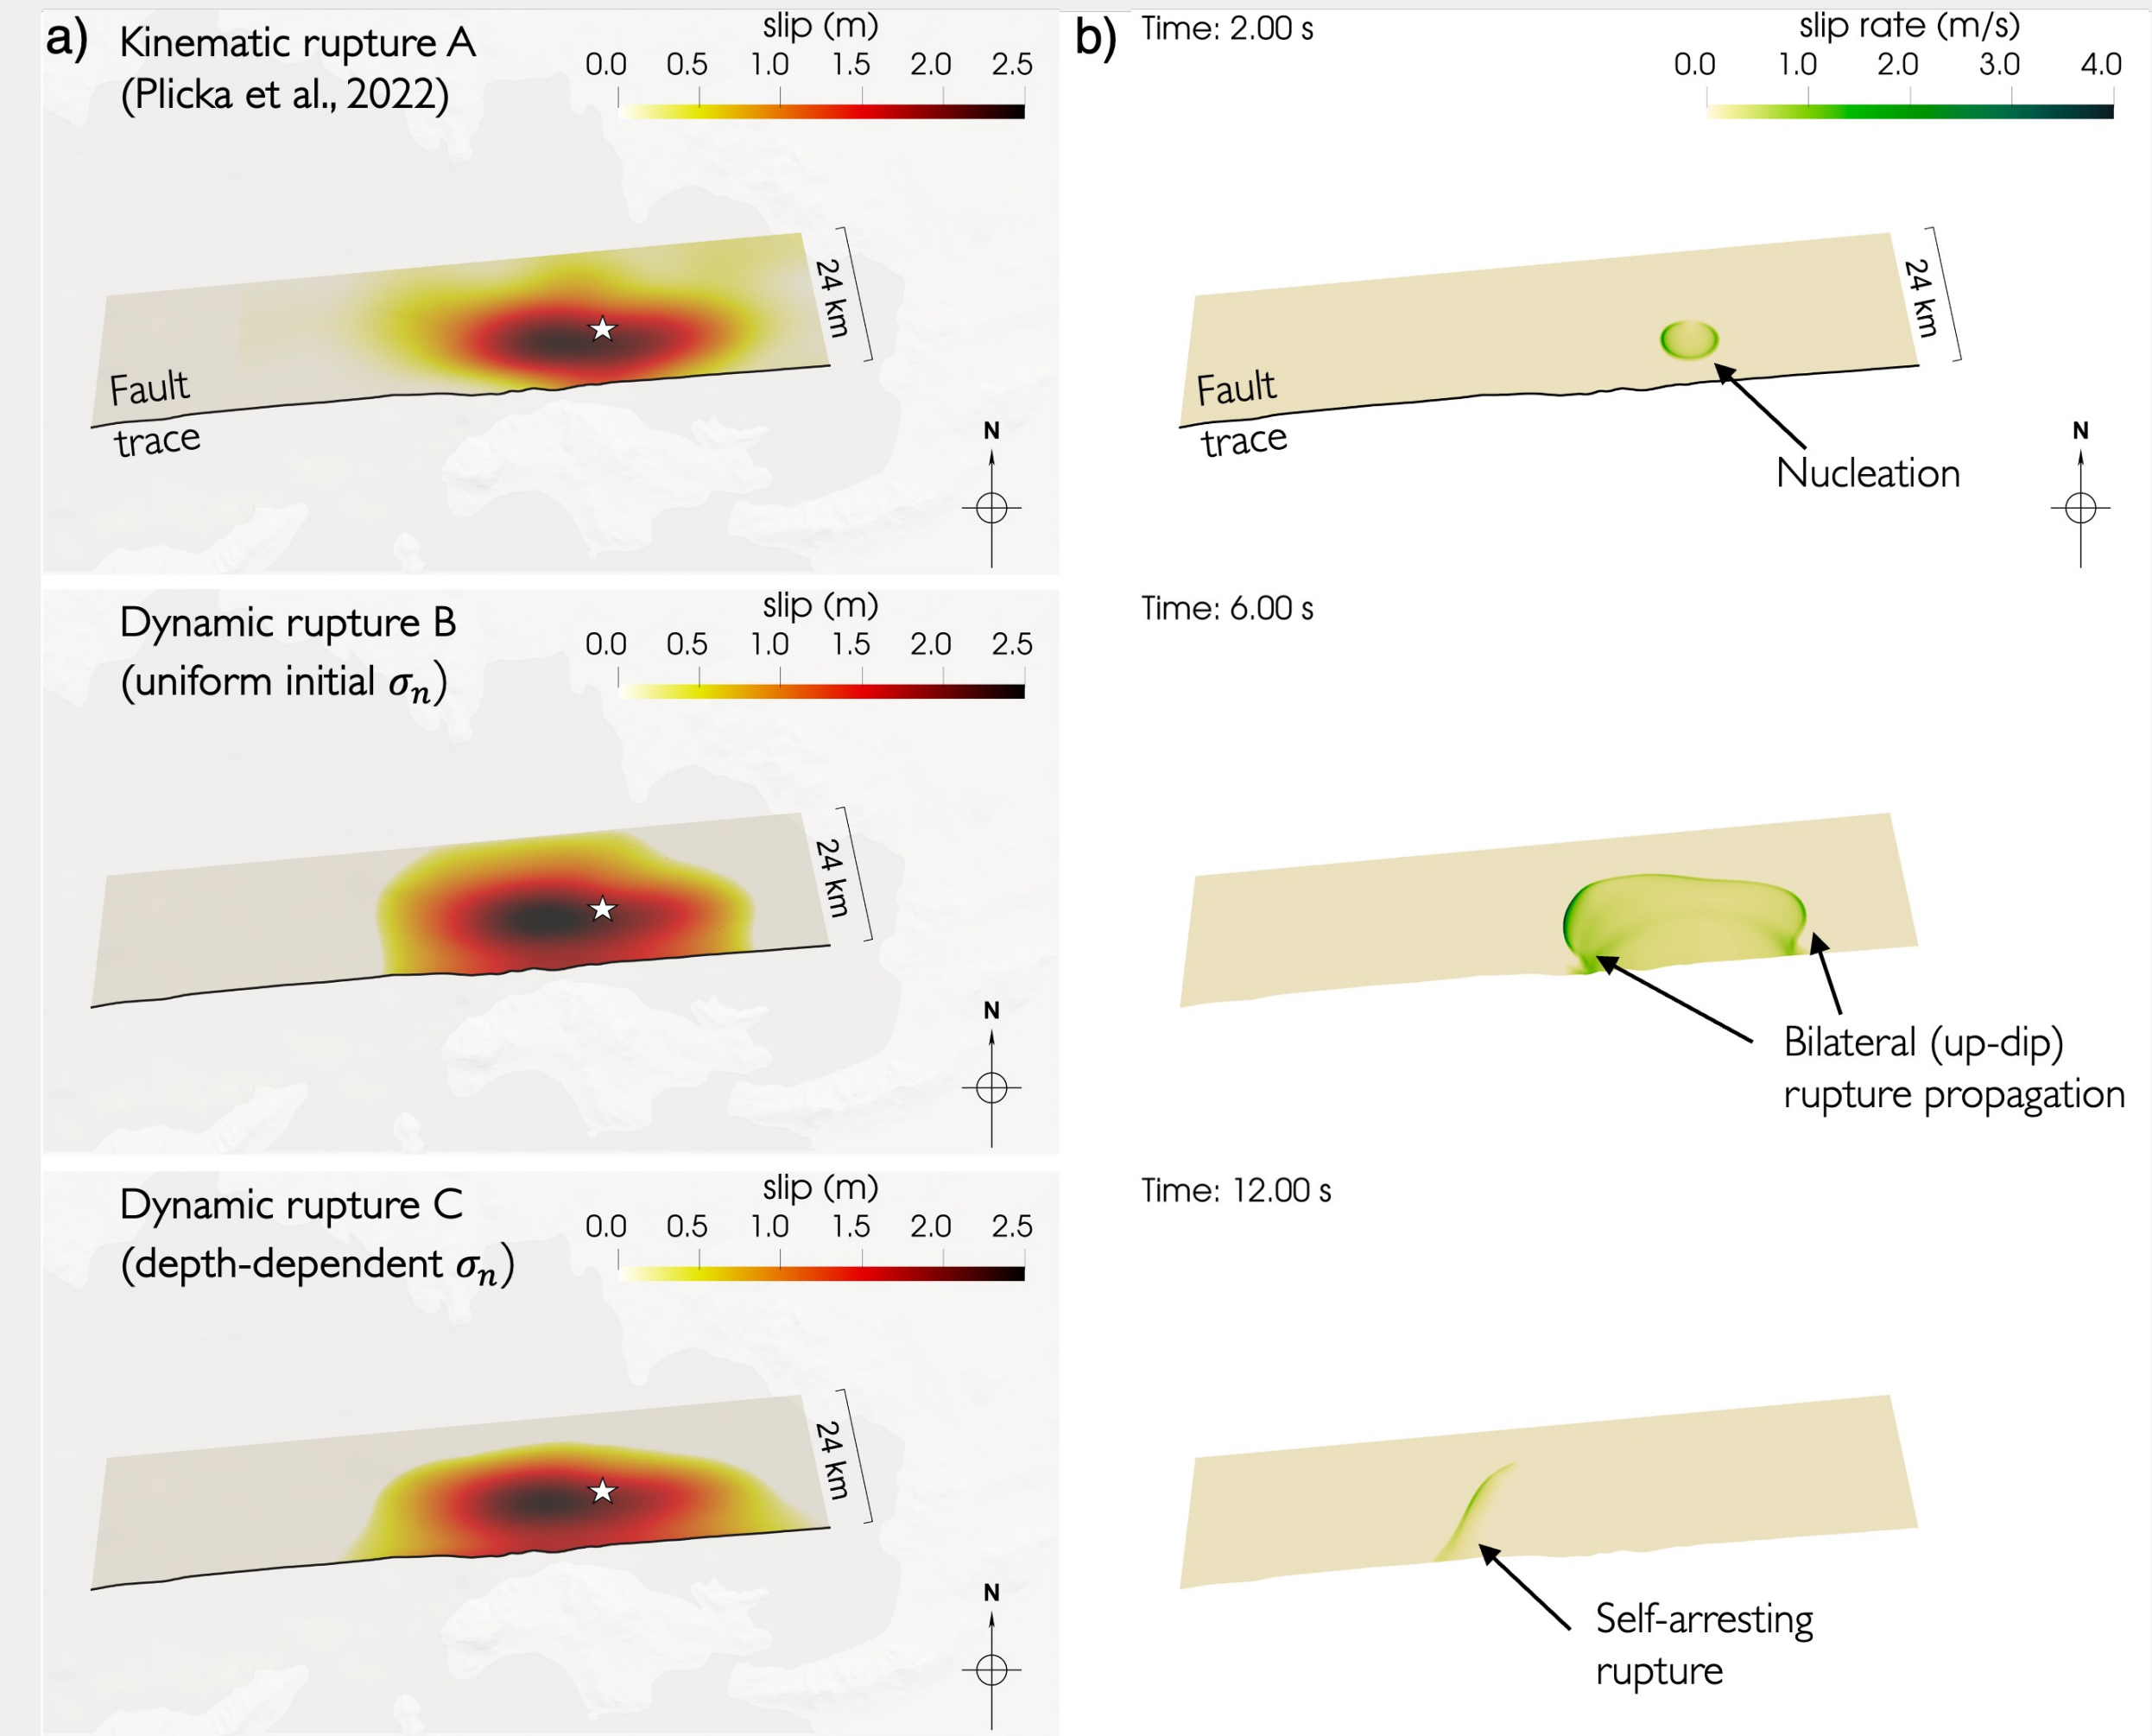 a)
Kinematic rupture A
(Plicka et al., 2022)
slip (m)
0.0 0.5 1.0 1.5 2.0 2.5
24 km
Fault
trace
N
Dynamic rupture B
(uniform initial σn)
slip (m)
0.0 0.5 1.0 1.5 2.0 2.5
24 km
N
Dynamic rupture C
(depth-dependent σn)
slip (m)
0.0 0.5 1.0 1.5 2.0 2.5
24 km
N
b)
Time: 2.00 s
slip rate (m/s)
0.0 1.0 2.0 3.0 4.0
24 km
Fault
trace
Nucleation
N
Time: 6.00 s
Bilateral (up-dip)
rupture propagation
Time: 12.00 s
Self-arresting
rupture